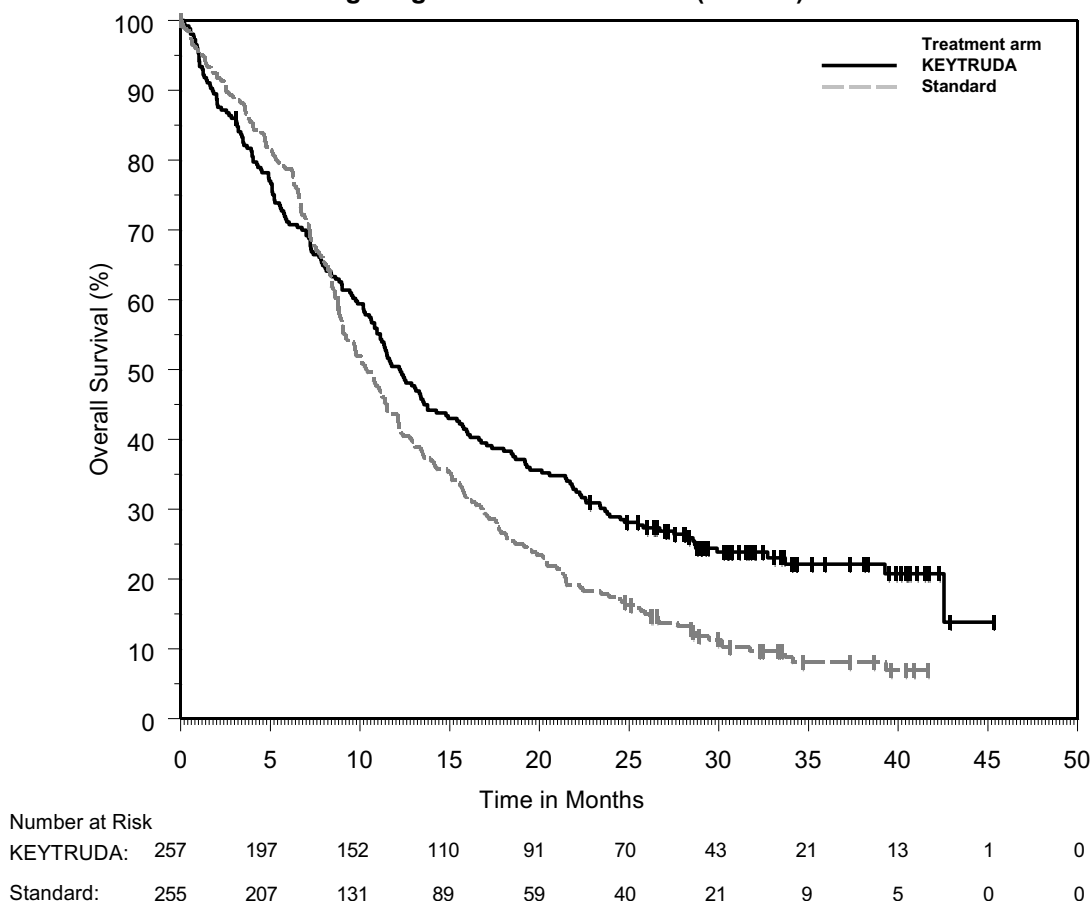 Treatment arm
KEYTRUDA
Standard
Overall Survival (%)
100
90
80
70
60
50
40
30
20
10
0
0 5 10 15 20 25 30 35 40 45 50
Time in Months
Number at Risk
KEYTRUDA: 257 197 152 110 91 70 43 21 13 1 0
Standard: 255 207 131 89 59 40 21 9 5 0 0